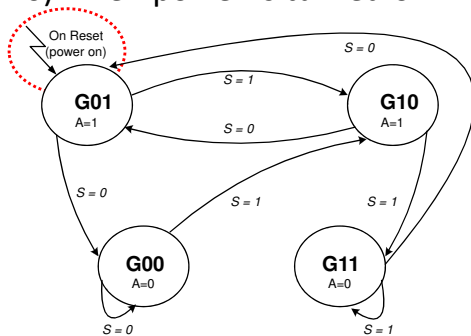 On Reset
(power on)
S = 0
S = 1
G01
A=1
G10
A=1
S = 0
S = 0
S = 1
S = 1
G00
A=0
G11
A=0
S = 0
S = 1